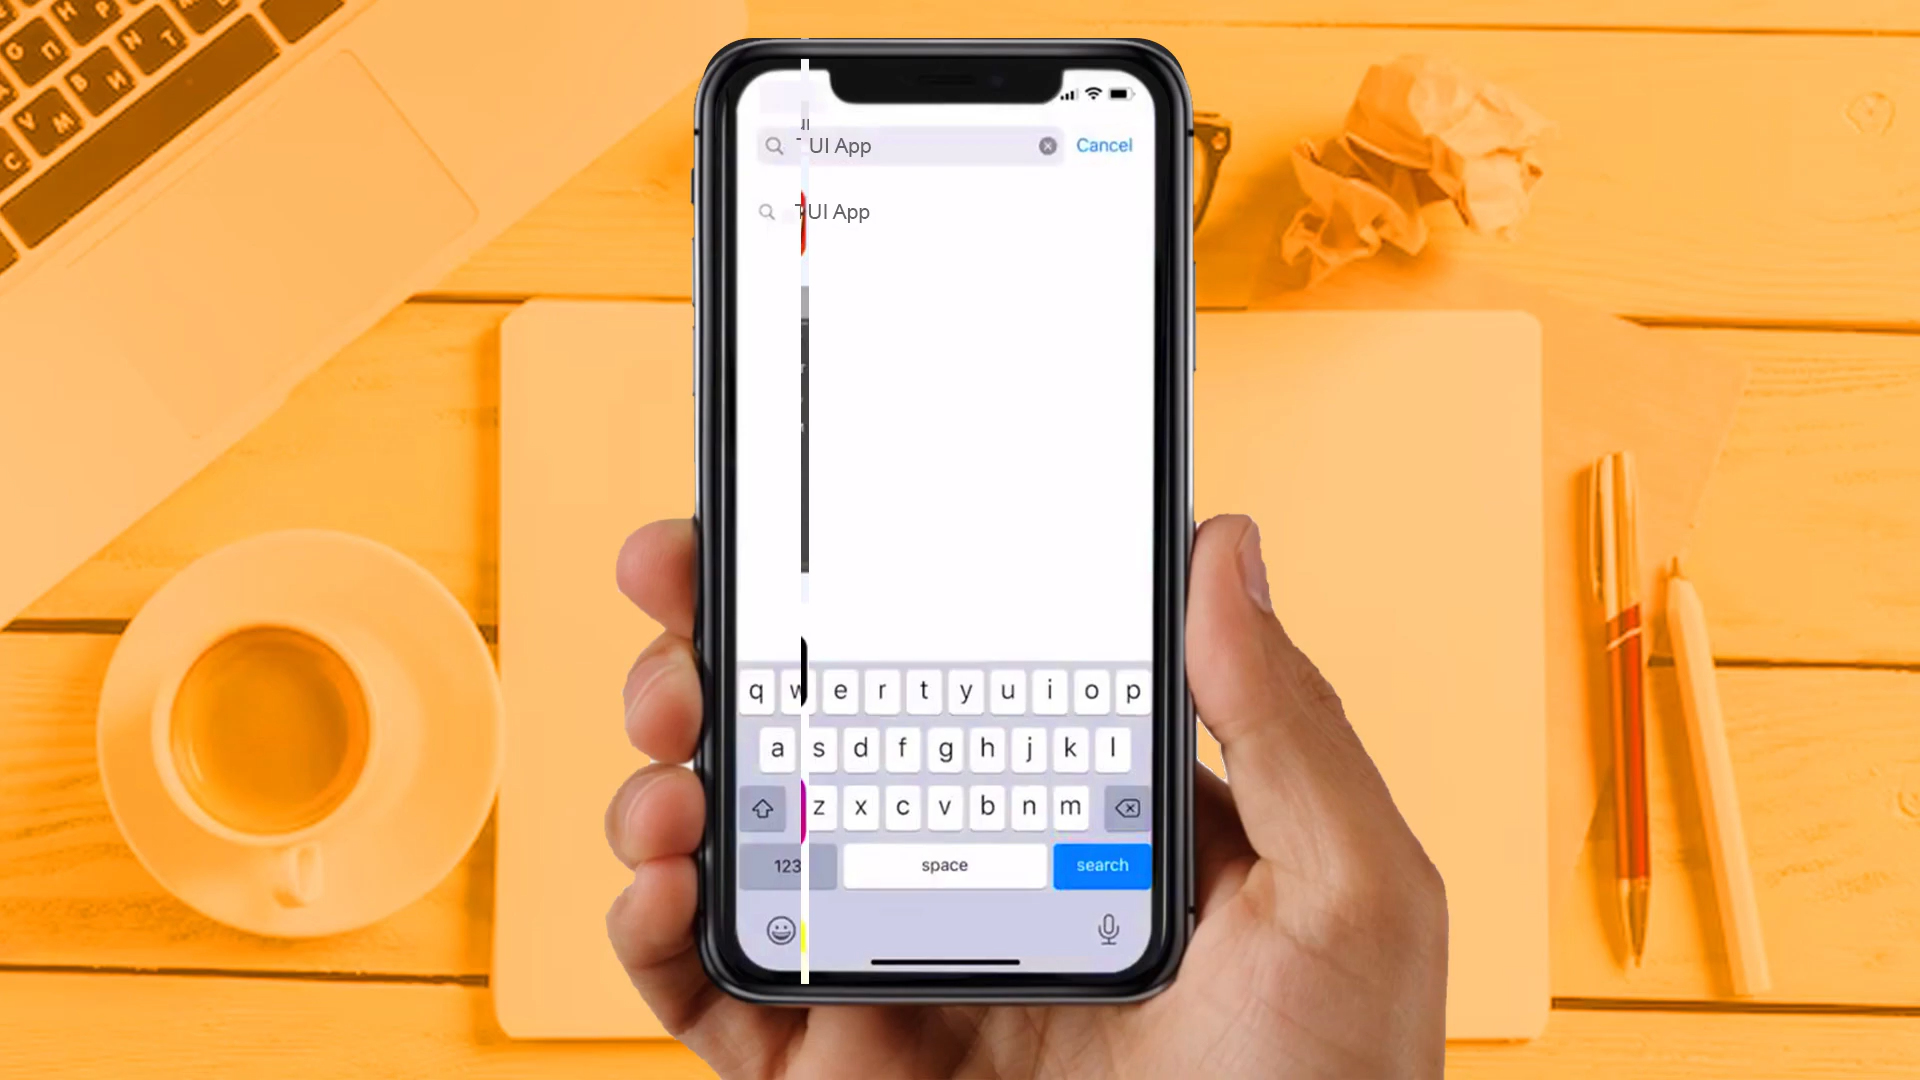 TUI App
Cancel
TUI App
q w e r t y u i o p
a s d f g h j k l
z x c v b n m
123 space search